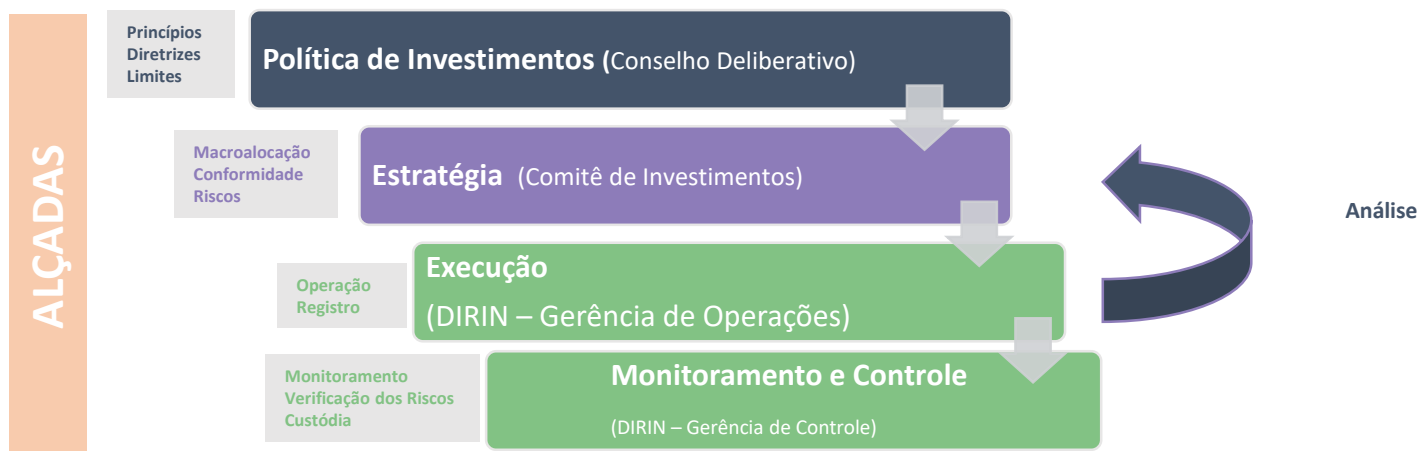 ALÇADAS
Princípios
Diretrizes
Limites
Política de Investimentos (Conselho Deliberativo)
Macroalocação
Conformidade
Riscos
Estratégia (Comitê de Investimentos)
Análise
Operação
Registro
Execução
(DIRIN – Gerência de Operações)
Monitoramento
Verificação dos Riscos
Custódia
Monitoramento e Controle
(DIRIN – Gerência de Controle)